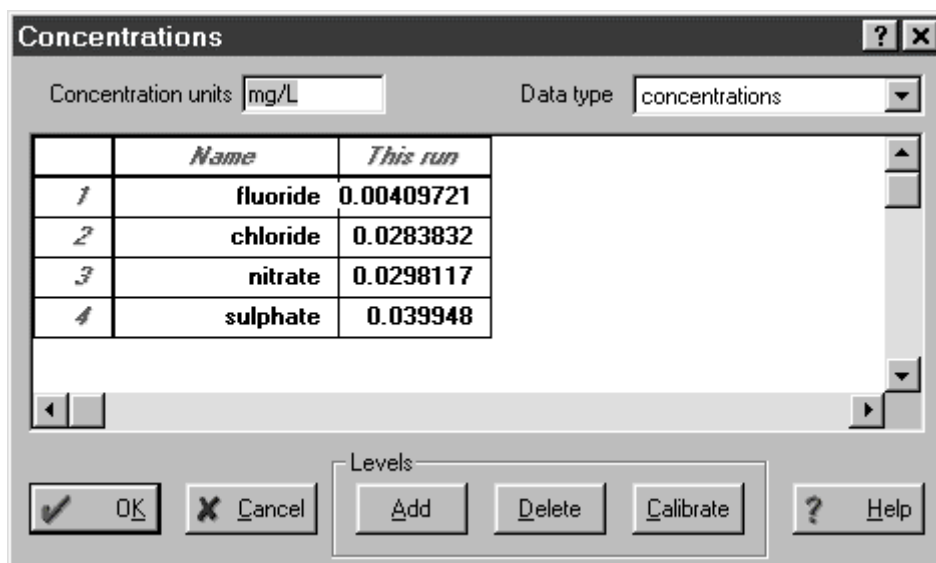 Concentrations ? ×
Concentration units mg/L Data type concentrations
Name This run
1 fluoride 0.00409721
2 chloride 0.0283832
3 nitrate 0.0298117
4 sulphate 0.039948
Levels
OK Cancel Add Delete Calibrate ? Help